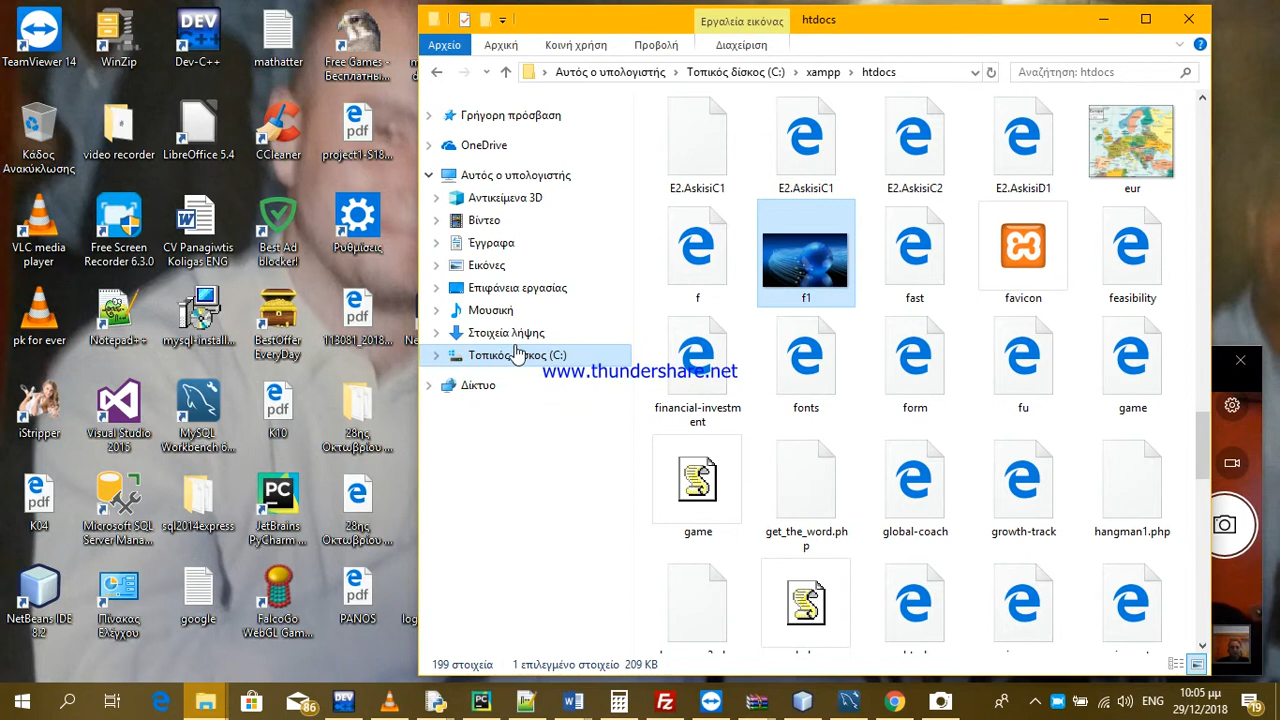 TeamViewer 14
WinZip
Dev-C++
mathatter
Free Games -
Бесплатны...
Κάδος
Ανακύκλωσης
video recorder
LibreOffice 5.4
CCleaner
project1-S18...
VLC media
player
Free Screen
Recorder 6.3.0
CV Panagiwtis
Koligas ENG
Best Ad
blocker!
Ρυθμίσεις
pk for ever
Notepad++
mysql-install...
BestOffer
EveryDay
113081_2018...
iStripper
Visual Studio
2015
MySQL
Workbench 6...
K10
28ης
Οκτωβρίου ...
K04
Microsoft SQL
Server Mana...
sql2014express
JetBrains
PyCharm ...
28ης
Οκτωβρίου ...
NetBeans IDE
8.2
Πίνακας
Ελέγχου
google
FalcoGo
WebGL Gam...
PANOS
log
Εργαλεία εικόνας
htdocs
Αρχείο
Αρχική
Κοινή χρήση
Προβολή
Διαχείριση
Αυτός ο υπολογιστής > Τοπικός δίσκος (C:) > xampp > htdocs
Αναζήτηση: htdocs
Γρήγορη πρόσβαση
OneDrive
Αυτός ο υπολογιστής
Αντικείμενα 3D
Βίντεο
Έγγραφα
Εικόνες
Επιφάνεια εργασίας
Μουσική
Στοιχεία λήψης
Τοπικός δίσκος (C:)
Δίκτυο
E2.AskisiC1
E2.AskisiC1
E2.AskisiC2
E2.AskisiD1
eur
f
f1
fast
favicon
feasibility
www.thundershare.net
financial-investm
ent
fonts
form
fu
game
game
get_the_word.ph
p
global-coach
growth-track
hangman1.php
199 στοιχεία
1 επιλεγμένο στοιχείο 209 KB
86
ENG
10:05 μμ
29/12/2018
19